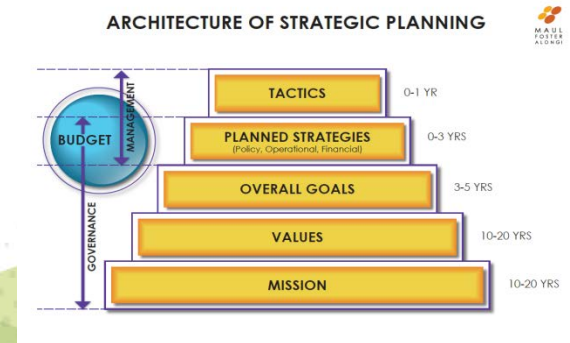 ARCHITECTURE OF STRATEGIC PLANNING
MAUL
FOSTER
ALONGI
TACTICS
0-1 YR
MANAGEMENT
BUDGET
PLANNED STRATEGIES
(Policy, Operational, Financial)
0-3 YRS
OVERALL GOALS
3-5 YRS
GOVERNANCE
VALUES
10-20 YRS
MISSION
10-20 YRS